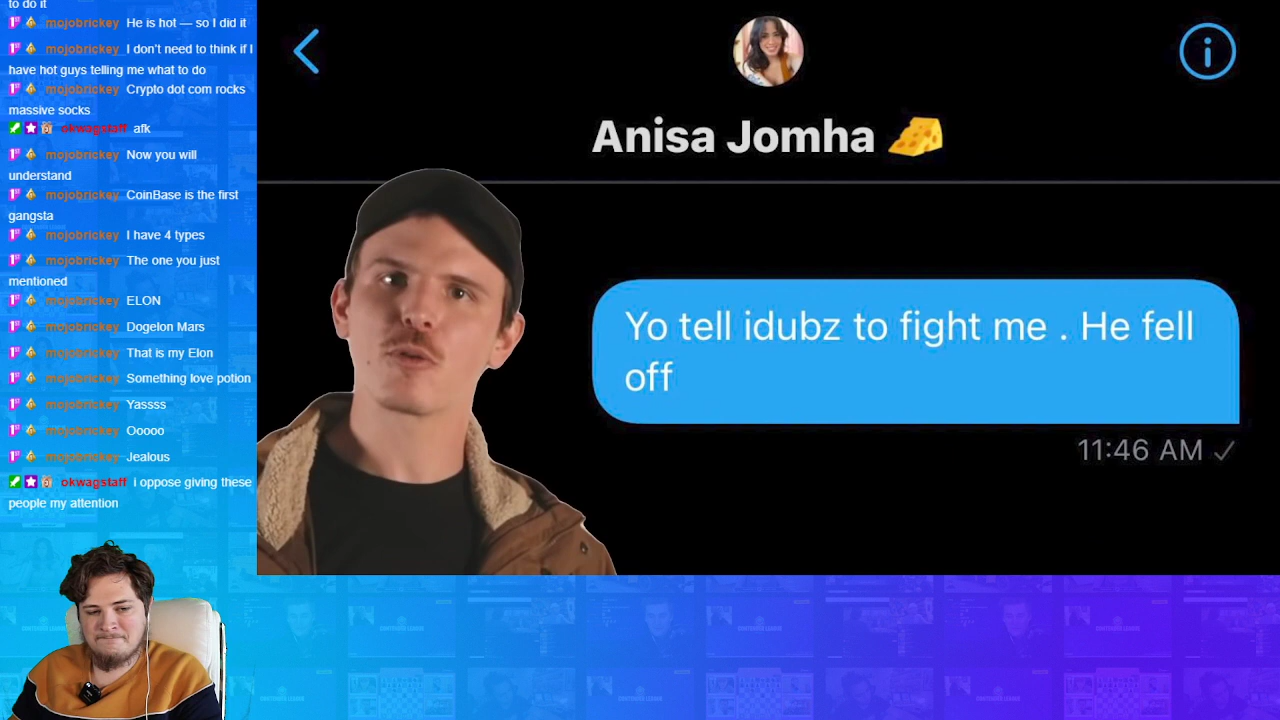 to do it
mojobrickey He is hot — so I did it
mojobrickey I don't need to think if I
have hot guys telling me what to do
mojobrickey Crypto dot com rocks
massive socks
okwagstaff afk
mojobrickey Now you will
understand
mojobrickey CoinBase is the first
gangsta
mojobrickey I have 4 types
mojobrickey The one you just
mentioned
mojobrickey ELON
mojobrickey Dogelon Mars
mojobrickey That is my Elon
mojobrickey Something love potion
mojobrickey Yassss
mojobrickey Ooooo
mojobrickey Jealous
okwagstaff i oppose giving these
people my attention
Anisa Jomha 🧀
Yo tell idubz to fight me . He fell
off
11:46 AM ✓